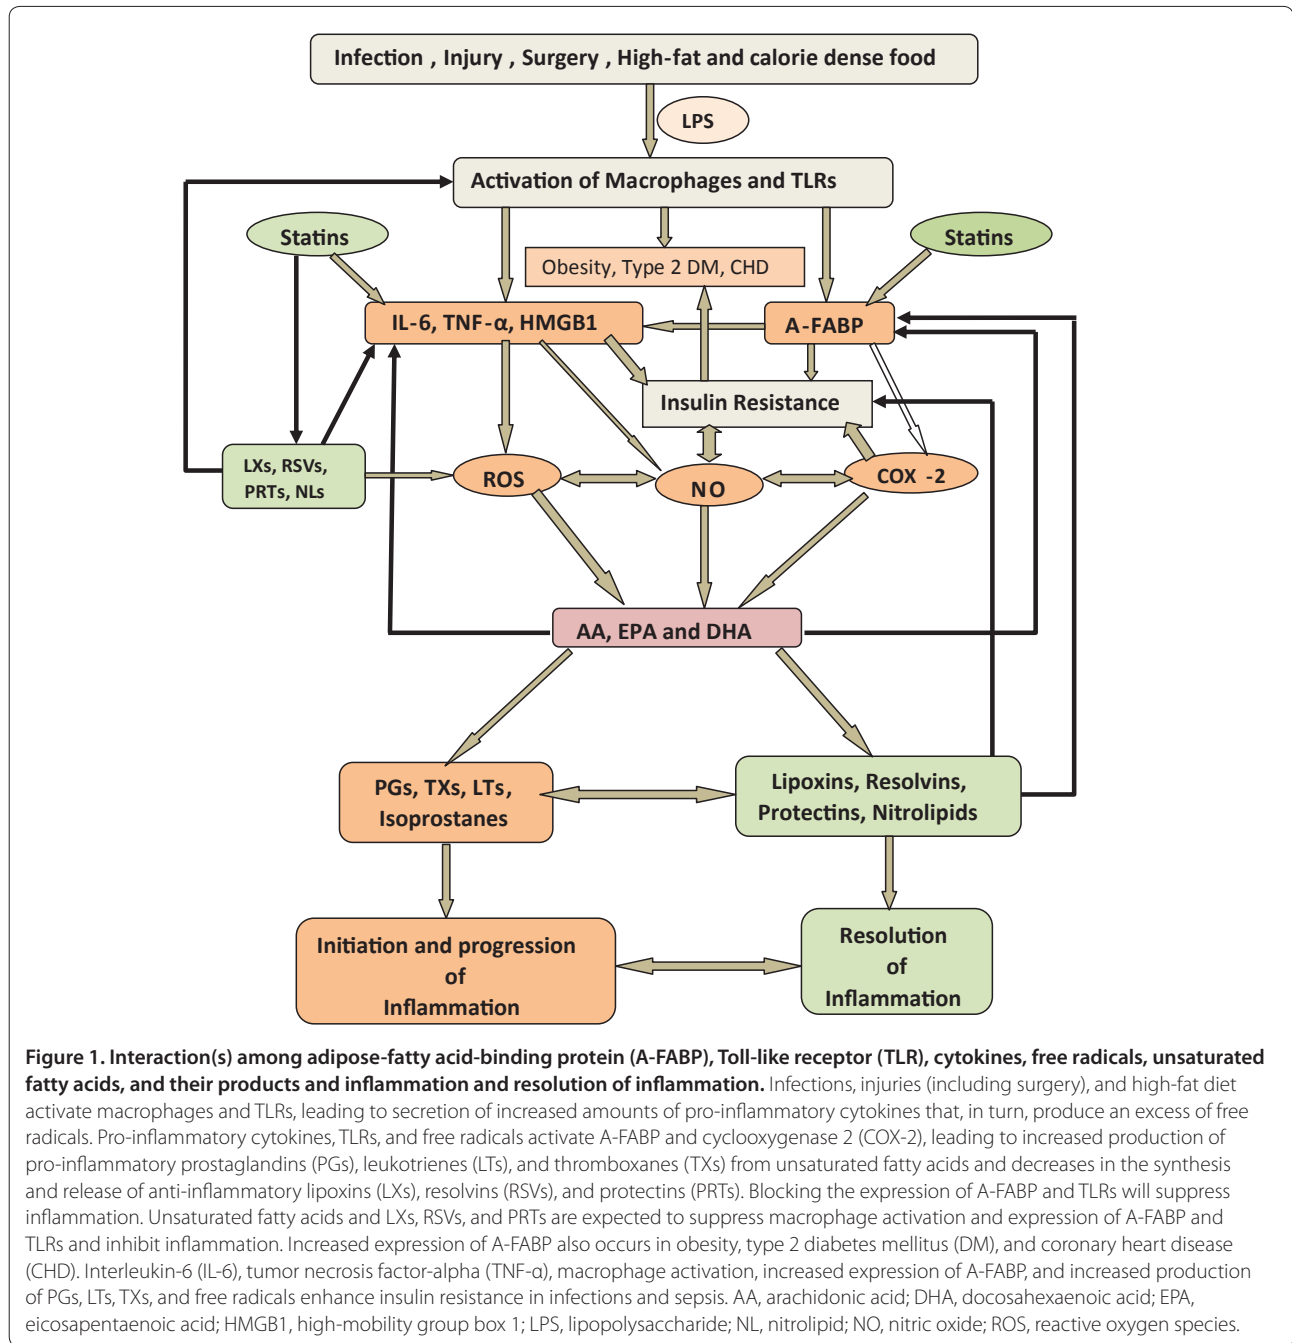 Infection , Injury , Surgery , High-fat and calorie dense food
LPS
Activation of Macrophages and TLRs
Statins
Statins
Obesity, Type 2 DM, CHD
IL-6, TNF-α, HMGB1
A-FABP
Insulin Resistance
LXs, RSVs,
PRTs, NLs
ROS
NO
COX -2
AA, EPA and DHA
PGs, TXs, LTs,
Isoprostanes
Lipoxins, Resolvins,
Protectins, Nitrolipids
Initiation and progression
of
Inflammation
Resolution
of
Inflammation
Figure 1. Interaction(s) among adipose-fatty acid-binding protein (A-FABP), Toll-like receptor (TLR), cytokines, free radicals, unsaturated
fatty acids, and their products and inflammation and resolution of inflammation. Infections, injuries (including surgery), and high-fat diet
activate macrophages and TLRs, leading to secretion of increased amounts of pro-inflammatory cytokines that, in turn, produce an excess of free
radicals. Pro-inflammatory cytokines, TLRs, and free radicals activate A-FABP and cyclooxygenase 2 (COX-2), leading to increased production of
pro-inflammatory prostaglandins (PGs), leukotrienes (LTs), and thromboxanes (TXs) from unsaturated fatty acids and decreases in the synthesis
and release of anti-inflammatory lipoxins (LXs), resolvins (RSVs), and protectins (PRTs). Blocking the expression of A-FABP and TLRs will suppress
inflammation. Unsaturated fatty acids and LXs, RSVs, and PRTs are expected to suppress macrophage activation and expression of A-FABP and
TLRs and inhibit inflammation. Increased expression of A-FABP also occurs in obesity, type 2 diabetes mellitus (DM), and coronary heart disease
(CHD). Interleukin-6 (IL-6), tumor necrosis factor-alpha (TNF-α), macrophage activation, increased expression of A-FABP, and increased production
of PGs, LTs, TXs, and free radicals enhance insulin resistance in infections and sepsis. AA, arachidonic acid; DHA, docosahexaenoic acid; EPA,
eicosapentaenoic acid; HMGB1, high-mobility group box 1; LPS, lipopolysaccharide; NL, nitrolipid; NO, nitric oxide; ROS, reactive oxygen species.